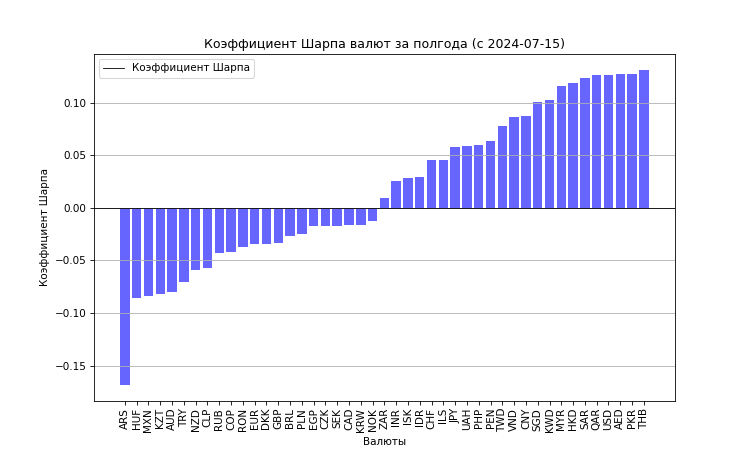 Коэффициент Шарпа валют за полгода (с 2024-07-15)
Коэффициент Шарпа
Коэффициент Шарпа
0.10
0.05
0.00
−0.05
−0.10
−0.15
ARS
HUF
MXN
KZT
AUD
TRY
NZD
CLP
RUB
COP
RON
EUR
DKK
GBP
BRL
PLN
EGP
CZK
SEK
CAD
KRW
NOK
ZAR
INR
ISK
IDR
CHF
ILS
JPY
UAH
PHP
PEN
TWD
VND
CNY
SGD
KWD
MYR
HKD
SAR
QAR
USD
AED
PKR
THB
Валюты